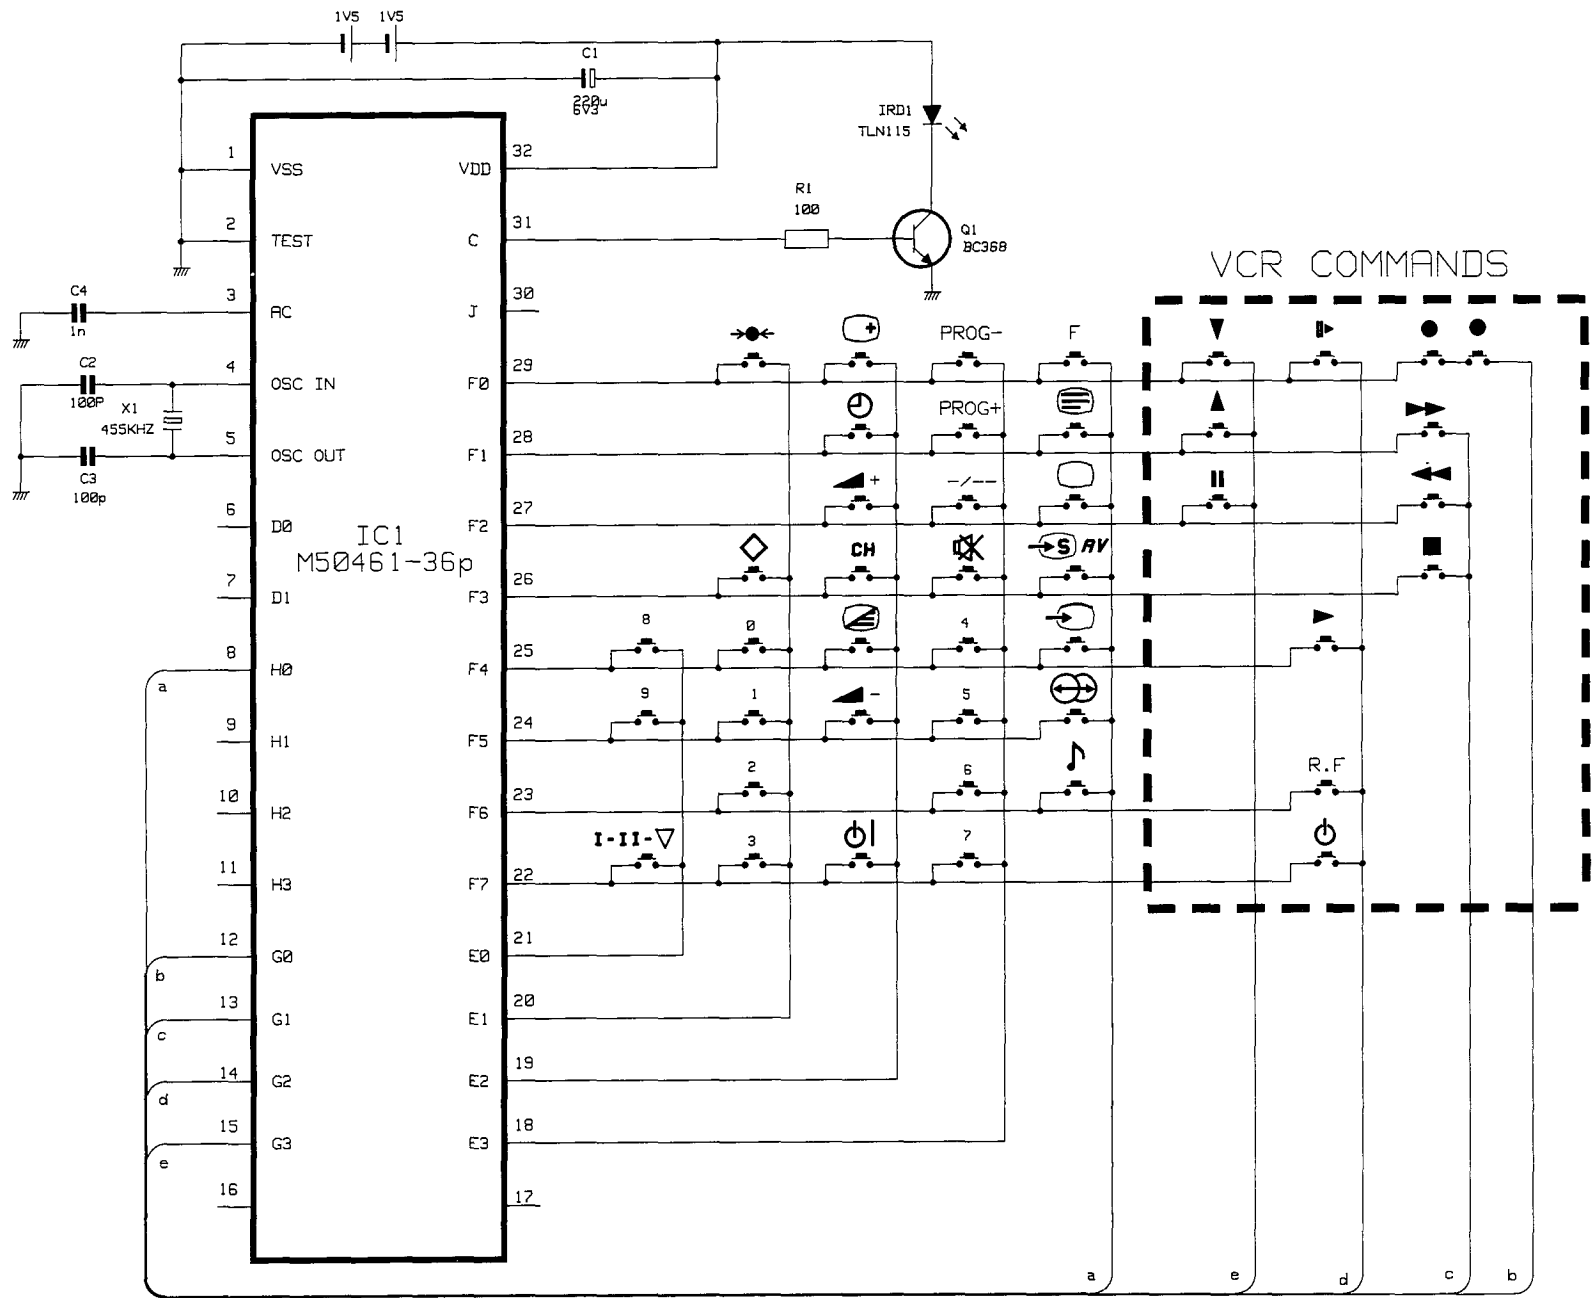 1V5 1V5
C1
220u
6V3
IRD1
TLN115
1 VSS VDD 32
R1
100
2 TEST C 31
Q1
BC368
VCR COMMANDS
C4
1n
3 AC J 30
PROG- F
C2
100P
4 OSC IN F0 29
X1
455KHZ
PROG+
5 OSC OUT F1 28
C3
100p
+ -/--
6 D0 F2 27
IC1
M50461-36p
CH S AV
7 D1 F3 26
8 0 4
8 H0 F4 25
a
9 1 - 5
9 H1 F5 24
2 6 R.F
10 H2 F6 23
I-II-▽ 3 7
11 H3 F7 22
12 G0 E0 21
b
13 G1 E1 20
c
14 G2 E2 19
d
15 G3 E3 18
e
16 17
a e d c b